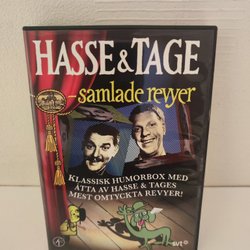 HASSE & TAGE
-samlade revyer
KLASSISK HUMORBOX MED
ÅTTA AV HASSE & TAGES
MEST OMTYCKTA REVYER!
SVT